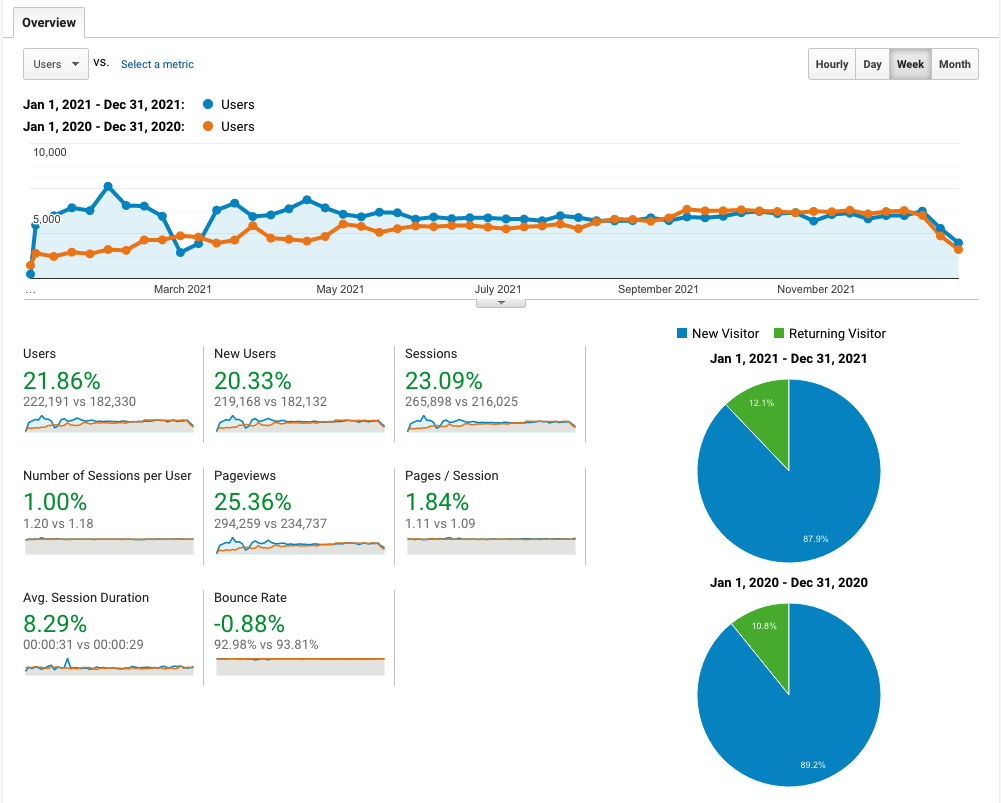 Overview
Users vs. Select a metric
Hourly Day Week Month
Jan 1, 2021 - Dec 31, 2021: Users
Jan 1, 2020 - Dec 31, 2020: Users
10,000
5,000
... March 2021 May 2021 July 2021 September 2021 November 2021
New Visitor Returning Visitor
Jan 1, 2021 - Dec 31, 2021
12.1%
87.9%
Users
21.86%
222,191 vs 182,330
New Users
20.33%
219,168 vs 182,132
Sessions
23.09%
265,898 vs 216,025
Number of Sessions per User
1.00%
1.20 vs 1.18
Pageviews
25.36%
294,259 vs 234,737
Pages / Session
1.84%
1.11 vs 1.09
Avg. Session Duration
8.29%
00:00:31 vs 00:00:29
Bounce Rate
-0.88%
92.98% vs 93.81%
Jan 1, 2020 - Dec 31, 2020
10.8%
89.2%